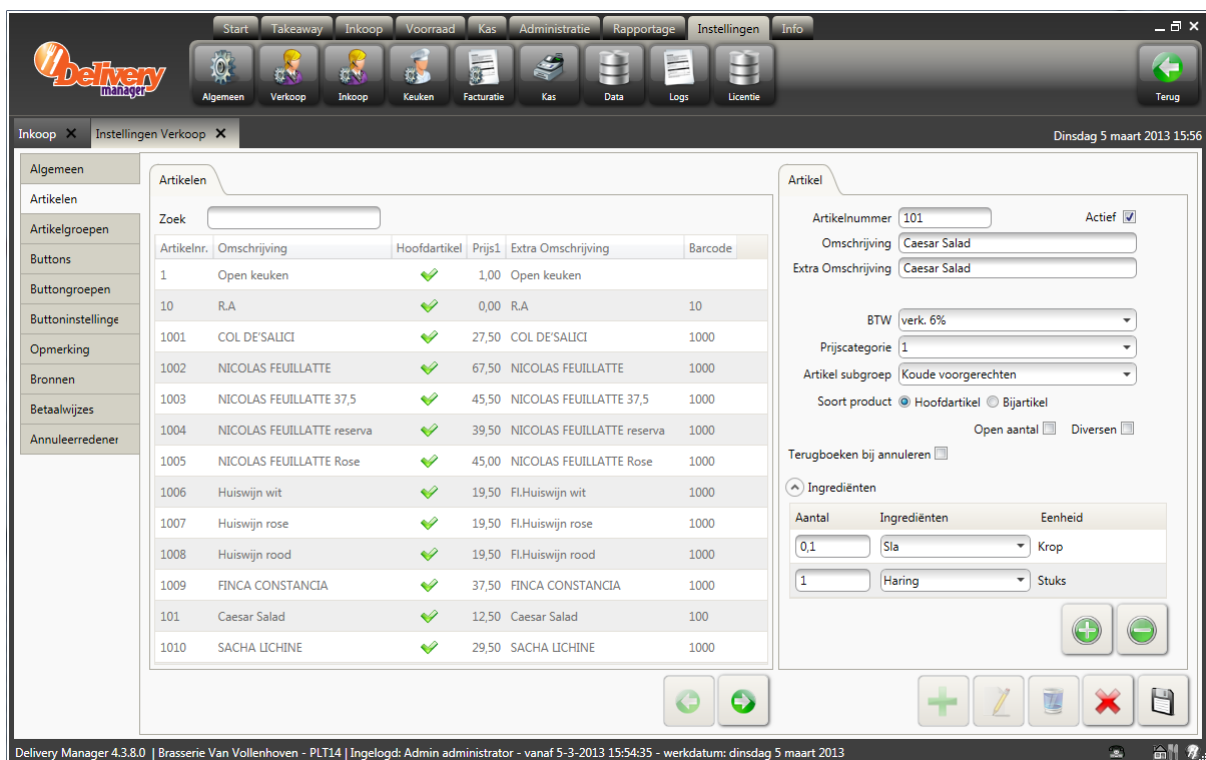 Start Takeaway Inkoop Voorraad Kas Administratie Rapportage Instellingen Info
Delivery
manager
Algemeen Verkoop Inkoop Keuken Facturatie Kas Data Logs Licentie Terug
Inkoop Instellingen Verkoop Dinsdag 5 maart 2013 15:56
Algemeen
Artikelen
Artikelgroepen
Buttons
Buttongroepen
Buttoninstellinge
Opmerking
Bronnen
Betaalwijzes
Annuleerredener
Artikelen
Zoek
Artikelnr. Omschrijving Hoofdartikel Prijs1 Extra Omschrijving Barcode
1 Open keuken 1,00 Open keuken
10 R.A 0,00 R.A 10
1001 COL DE'SALICI 27,50 COL DE'SALICI 1000
1002 NICOLAS FEUILLATTE 67,50 NICOLAS FEUILLATTE 1000
1003 NICOLAS FEUILLATTE 37,5 45,50 NICOLAS FEUILLATTE 37,5 1000
1004 NICOLAS FEUILLATTE reserva 39,50 NICOLAS FEUILLATTE reserva 1000
1005 NICOLAS FEUILLATTE Rose 45,00 NICOLAS FEUILLATTE Rose 1000
1006 Huiswijn wit 19,50 Fl.Huiswijn wit 1000
1007 Huiswijn rose 19,50 Fl.Huiswijn rose 1000
1008 Huiswijn rood 19,50 Fl.Huiswijn rood 1000
1009 FINCA CONSTANCIA 37,50 FINCA CONSTANCIA 1000
101 Caesar Salad 12,50 Caesar Salad 100
1010 SACHA LICHINE 29,50 SACHA LICHINE 1000
Artikel
Artikelnummer 101 Actief
Omschrijving Caesar Salad
Extra Omschrijving Caesar Salad
BTW verk. 6%
Prijscategorie 1
Artikel subgroep Koude voorgerechten
Soort product Hoofdartikel Bijartikel
Open aantal Diversen
Terugboeken bij annuleren
Ingrediënten
Aantal Ingrediënten Eenheid
0,1 Sla Krop
1 Haring Stuks
Delivery Manager 4.3.8.0 | Brasserie Van Vollenhoven - PLT14 | Ingelogd: Admin administrator - vanaf 5-3-2013 15:54:35 - werkdatum: dinsdag 5 maart 2013